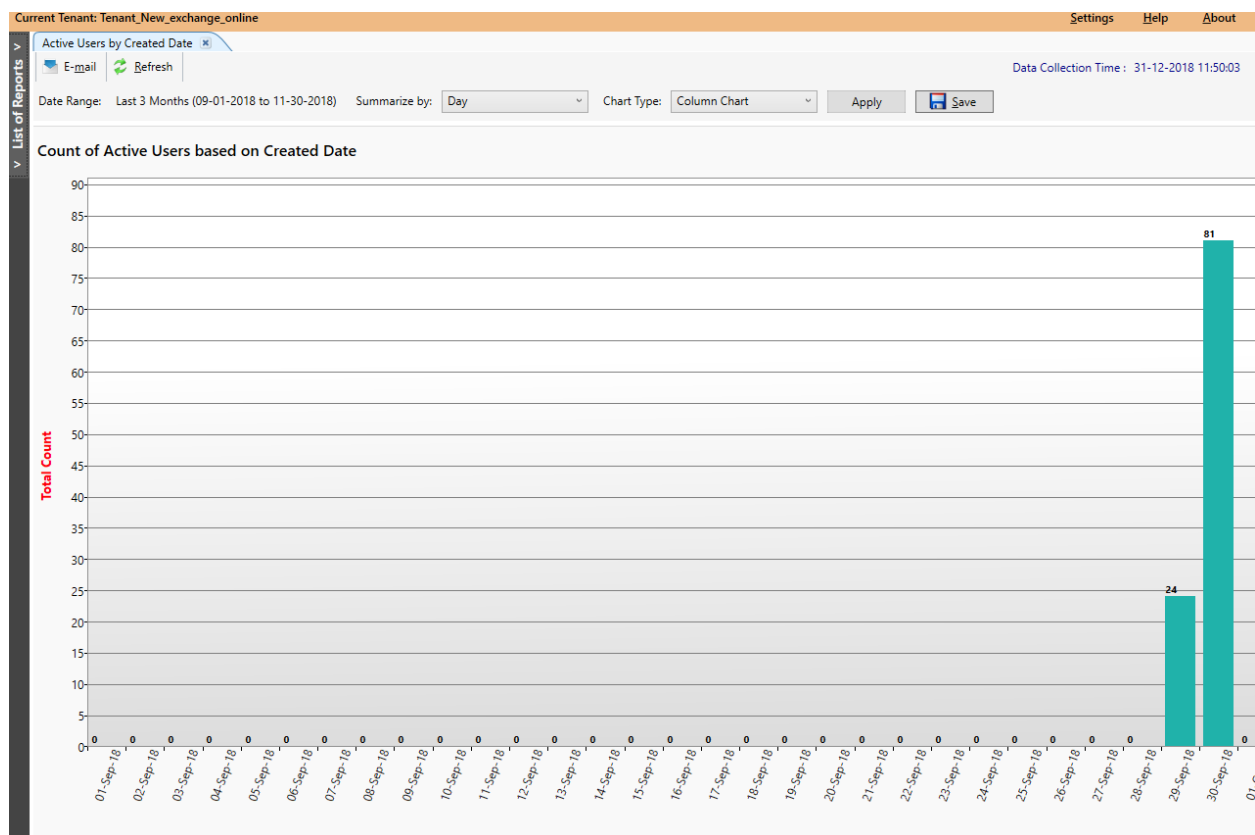 Current Tenant: Tenant_New_exchange_online Settings Help About
> List of Reports >
Active Users by Created Date
E-mail Refresh Data Collection Time : 31-12-2018 11:50:03
Date Range: Last 3 Months (09-01-2018 to 11-30-2018) Summarize by: Day Chart Type: Column Chart Apply Save
Count of Active Users based on Created Date
Total Count
90
85
80
75
70
65
60
55
50
45
40
35
30
25
20
15
10
5
0
0 0 0 0 0 0 0 0 0 0 0 0 0 0 0 0 0 0 0 0 0 0 0 0 0 0 0 0 24 81 0
01-Sep-18 02-Sep-18 03-Sep-18 04-Sep-18 05-Sep-18 06-Sep-18 07-Sep-18 08-Sep-18 09-Sep-18 10-Sep-18 11-Sep-18 12-Sep-18 13-Sep-18 14-Sep-18 15-Sep-18 16-Sep-18 17-Sep-18 18-Sep-18 19-Sep-18 20-Sep-18 21-Sep-18 22-Sep-18 23-Sep-18 24-Sep-18 25-Sep-18 26-Sep-18 27-Sep-18 28-Sep-18 29-Sep-18 30-Sep-18